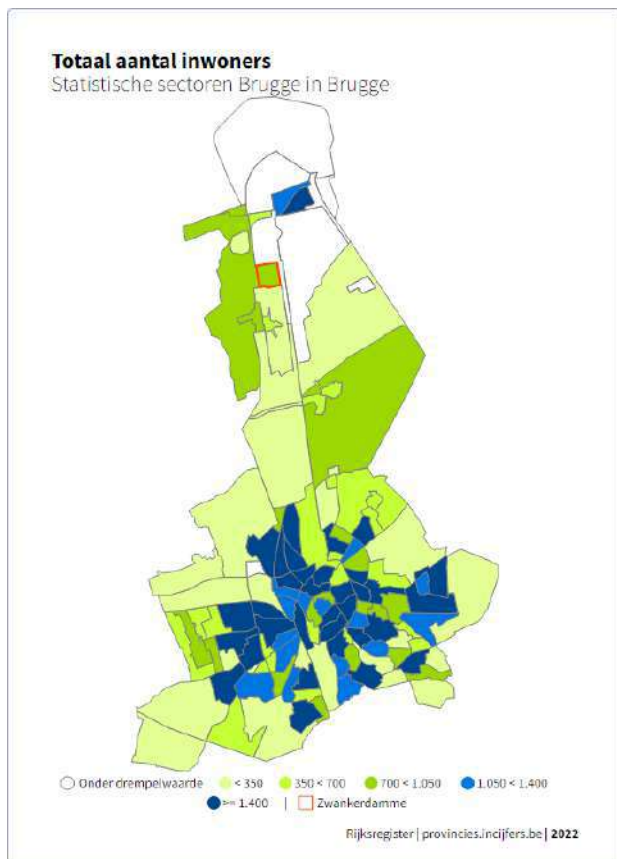 Totaal aantal inwoners
Statistische sectoren Brugge in Brugge
Onder drempelwaarde < 350 350 < 700 700 < 1.050 1.050 < 1.400
>= 1.400 | Zwankerdamme
Rijksregister | provincies.incijfers.be | 2022